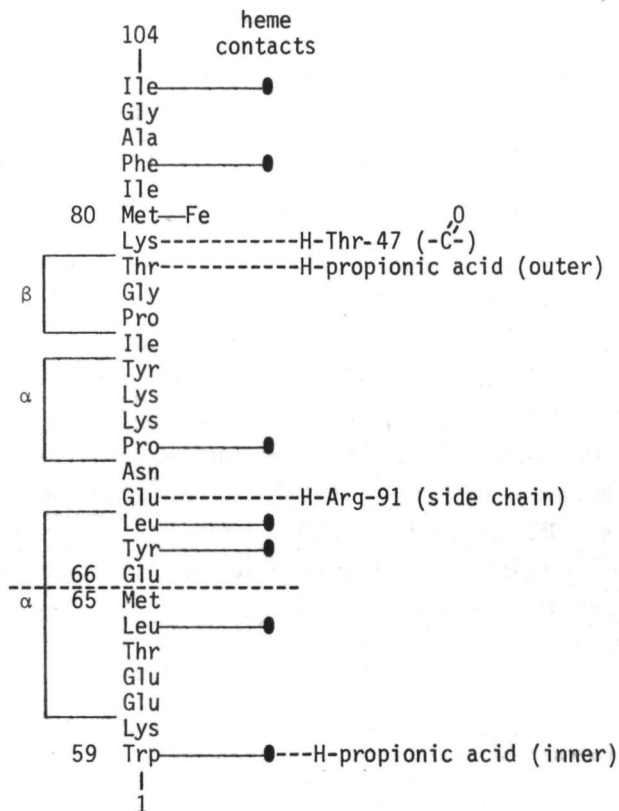 heme
104 contacts
Ile
Gly
Ala
Phe
Ile
80 Met—Fe
Lys----------H-Thr-47 (-C-)
O
Thr----------H-propionic acid (outer)
β Gly
Pro
Ile
Tyr
α Lys
Lys
Pro
Asn
Glu----------H-Arg-91 (side chain)
Leu
Tyr
66 Glu
α 65 Met
Leu
Thr
Glu
Glu
Lys
59 Trp---H-propionic acid (inner)
1